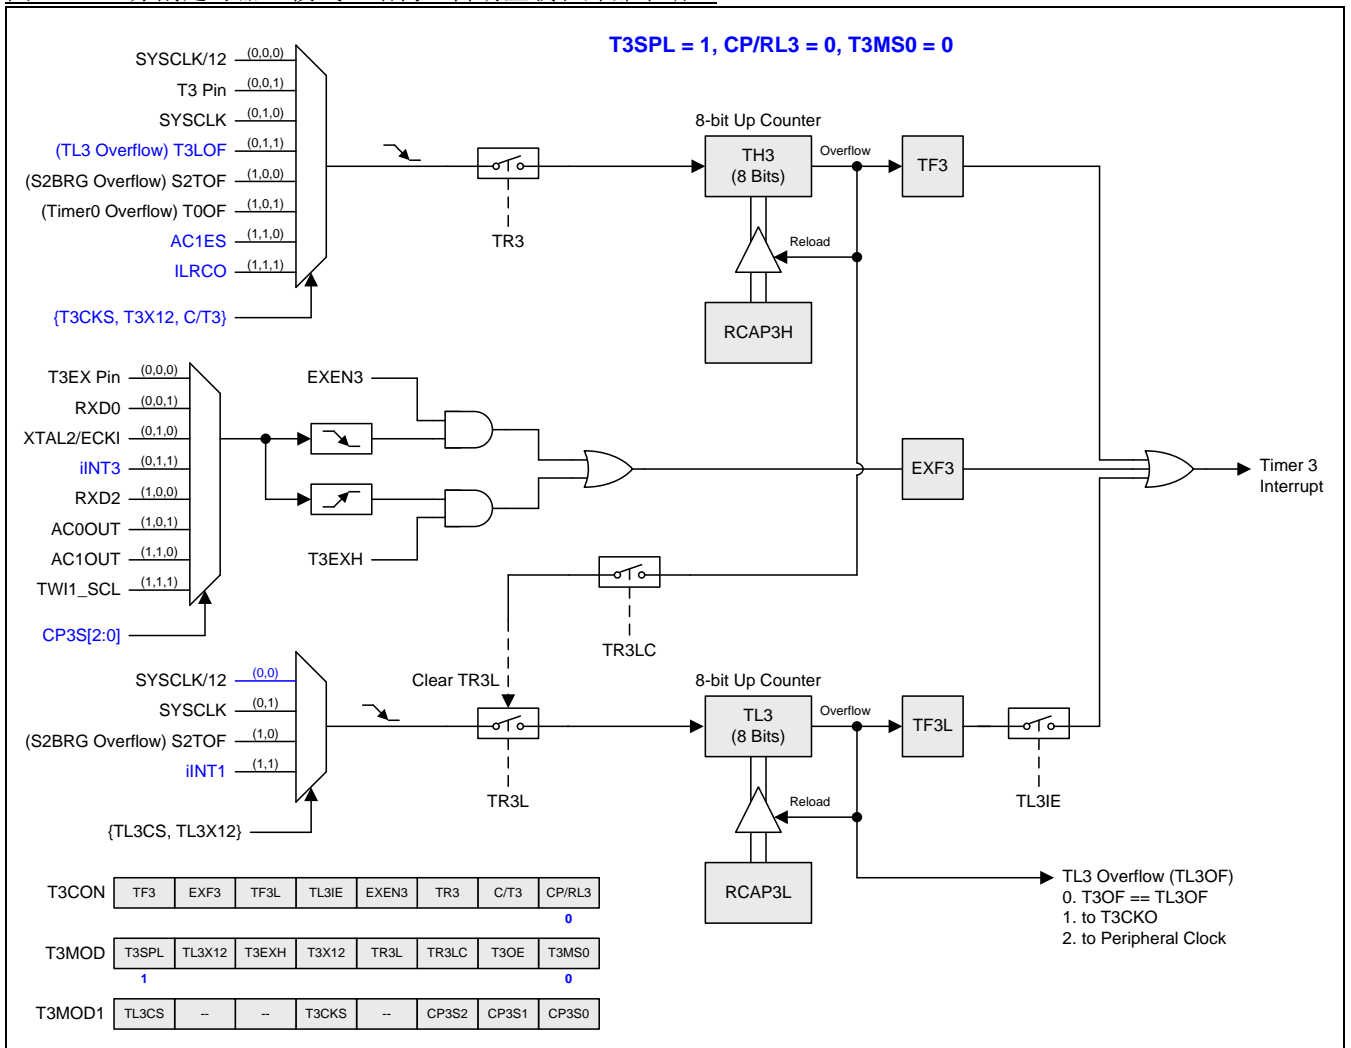 T3SPL = 1, CP/RL3 = 0, T3MS0 = 0
SYSCLK/12 (0,0,0)
T3 Pin (0,0,1)
SYSCLK (0,1,0)
(TL3 Overflow) T3LOF (0,1,1)
(S2BRG Overflow) S2TOF (1,0,0)
(Timer0 Overflow) T0OF (1,0,1)
AC1ES (1,1,0)
ILRCO (1,1,1)
{T3CKS, T3X12, C/T3}
TR3
8-bit Up Counter
TH3
(8 Bits)
Overflow
TF3
Reload
RCAP3H
T3EX Pin (0,0,0)
RXD0 (0,0,1)
XTAL2/ECKI (0,1,0)
iINT3 (0,1,1)
RXD2 (1,0,0)
AC0OUT (1,0,1)
AC1OUT (1,1,0)
TWI1_SCL (1,1,1)
CP3S[2:0]
EXEN3
T3EXH
EXF3
Timer 3
Interrupt
TR3LC
Clear TR3L
SYSCLK/12 (0,0)
SYSCLK (0,1)
(S2BRG Overflow) S2TOF (1,0)
iINT1 (1,1)
{TL3CS, TL3X12}
TR3L
8-bit Up Counter
TL3
(8 Bits)
Overflow
TF3L
TL3IE
Reload
RCAP3L
TL3 Overflow (TL3OF)
0. T3OF == TL3OF
1. to T3CKO
2. to Peripheral Clock
T3CON TF3 EXF3 TF3L TL3IE EXEN3 TR3 C/T3 CP/RL3
0
T3MOD T3SPL TL3X12 T3EXH T3X12 TR3L TR3LC T3OE T3MS0
1 0
T3MOD1 TL3CS -- -- T3CKS -- CP3S2 CP3S1 CP3S0